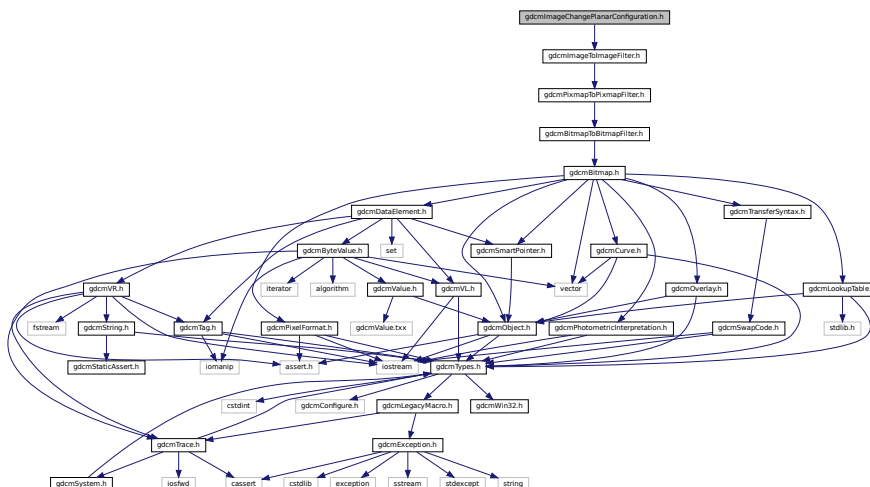 gdcmImageChangePlanarConfiguration.h
gdcmImageToImageFilter.h
gdcmPixmapToPixmapFilter.h
gdcmBitmapToBitmapFilter.h
gdcmBitmap.h
gdcmDataElement.h
gdcmTransferSyntax.h
gdcmByteValue.h
set
gdcmSmartPointer.h
gdcmCurve.h
gdcmVR.h
iterator
algorithm
gdcmValue.h
gdcmVL.h
vector
gdcmOverlay.h
gdcmLookupTable.
fstream
gdcmString.h
gdcmTag.h
gdcmPixelFormat.h
gdcmValue.txx
gdcmObject.h
gdcmPhotometricInterpretation.h
gdcmSwapCode.h
stdlib.h
gdcmStaticAssert.h
iomanip
assert.h
iostream
gdcmTypes.h
cstdint
gdcmConfigure.h
gdcmLegacyMacro.h
gdcmWin32.h
gdcmTrace.h
gdcmException.h
gdcmSystem.h
iosfwd
cassert
cstdlib
exception
sstream
stdexcept
string